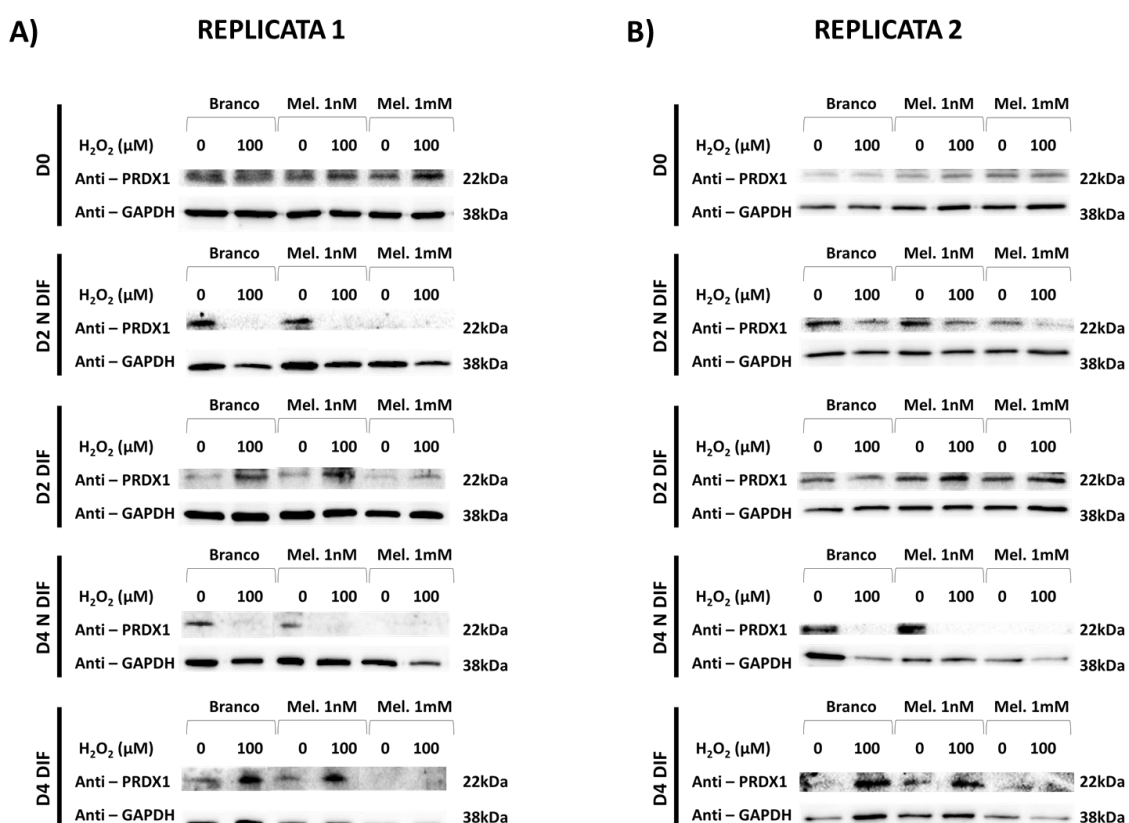 A) REPLICATA 1
D0
Branco Mel. 1nM Mel. 1mM
H₂O₂ (µM) 0 100 0 100 0 100
Anti – PRDX1 22kDa
Anti – GAPDH 38kDa
D2 N DIF
Branco Mel. 1nM Mel. 1mM
H₂O₂ (µM) 0 100 0 100 0 100
Anti – PRDX1 22kDa
Anti – GAPDH 38kDa
D2 DIF
Branco Mel. 1nM Mel. 1mM
H₂O₂ (µM) 0 100 0 100 0 100
Anti – PRDX1 22kDa
Anti – GAPDH 38kDa
D4 N DIF
Branco Mel. 1nM Mel. 1mM
H₂O₂ (µM) 0 100 0 100 0 100
Anti – PRDX1 22kDa
Anti – GAPDH 38kDa
D4 DIF
Branco Mel. 1nM Mel. 1mM
H₂O₂ (µM) 0 100 0 100 0 100
Anti – PRDX1 22kDa
Anti – GAPDH 38kDa
B) REPLICATA 2
D0
Branco Mel. 1nM Mel. 1mM
H₂O₂ (µM) 0 100 0 100 0 100
Anti – PRDX1 22kDa
Anti – GAPDH 38kDa
D2 N DIF
Branco Mel. 1nM Mel. 1mM
H₂O₂ (µM) 0 100 0 100 0 100
Anti – PRDX1 22kDa
Anti – GAPDH 38kDa
D2 DIF
Branco Mel. 1nM Mel. 1mM
H₂O₂ (µM) 0 100 0 100 0 100
Anti – PRDX1 22kDa
Anti – GAPDH 38kDa
D4 N DIF
Branco Mel. 1nM Mel. 1mM
H₂O₂ (µM) 0 100 0 100 0 100
Anti – PRDX1 22kDa
Anti – GAPDH 38kDa
D4 DIF
Branco Mel. 1nM Mel. 1mM
H₂O₂ (µM) 0 100 0 100 0 100
Anti – PRDX1 22kDa
Anti – GAPDH 38kDa